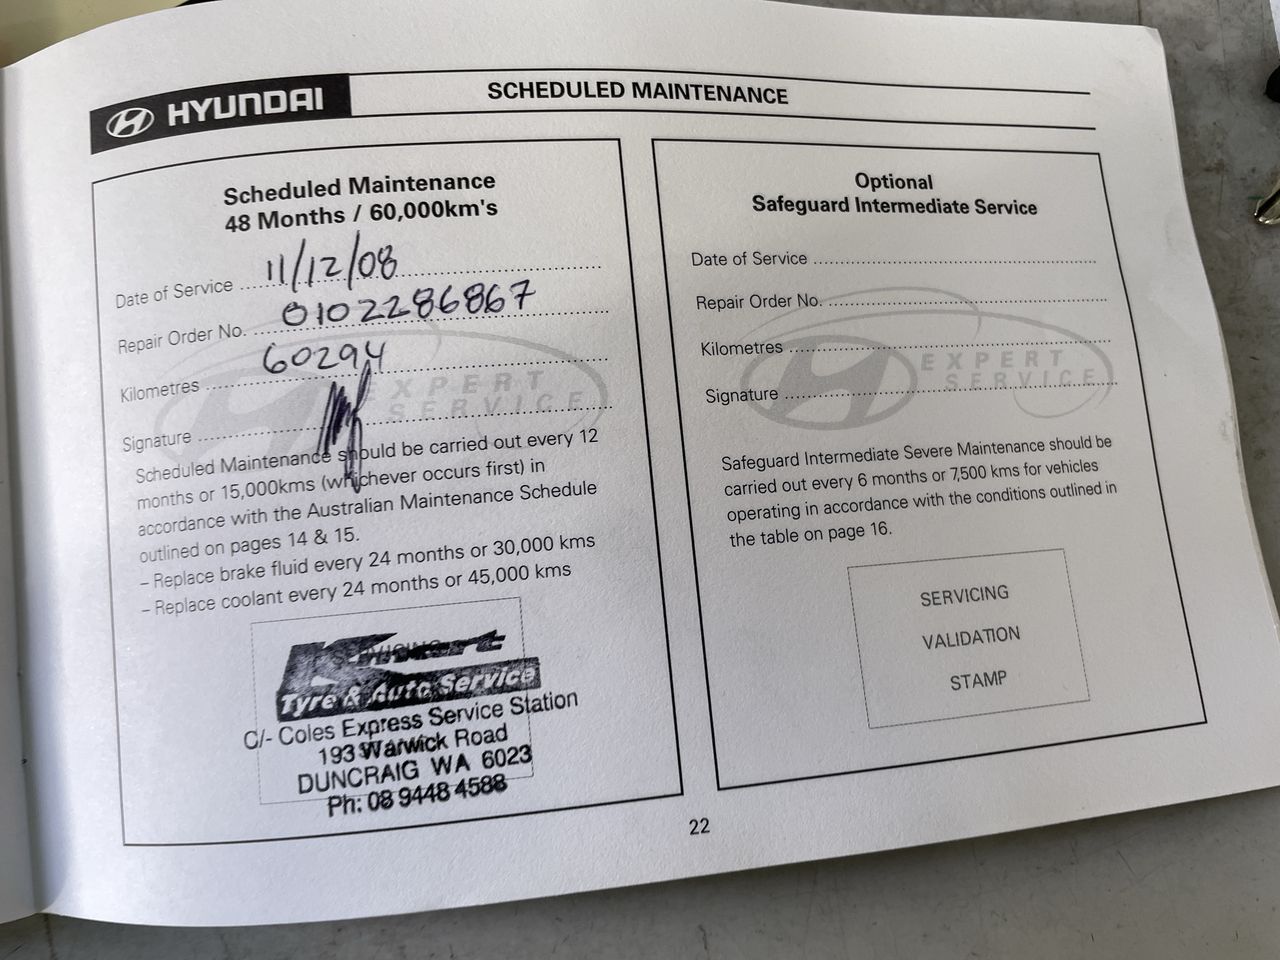 HYUNDAI
SCHEDULED MAINTENANCE
Scheduled Maintenance
48 Months / 60,000km's
Date of Service 11/12/08
Repair Order No. 0102286867
Kilometres 60294
Signature
EXPERT
SERVICE
Scheduled Maintenance should be carried out every 12
months or 15,000kms (whichever occurs first) in
accordance with the Australian Maintenance Schedule
outlined on pages 14 & 15.
– Replace brake fluid every 24 months or 30,000 kms
– Replace coolant every 24 months or 45,000 kms
Kmart
Tyre & Auto Service
C/- Coles Express Service Station
193 Warwick Road
DUNCRAIG WA 6023
Ph: 08 9448 4588
Optional
Safeguard Intermediate Service
Date of Service
Repair Order No.
Kilometres
Signature
EXPERT
SERVICE
Safeguard Intermediate Severe Maintenance should be
carried out every 6 months or 7,500 kms for vehicles
operating in accordance with the conditions outlined in
the table on page 16.
SERVICING
VALIDATION
STAMP
22